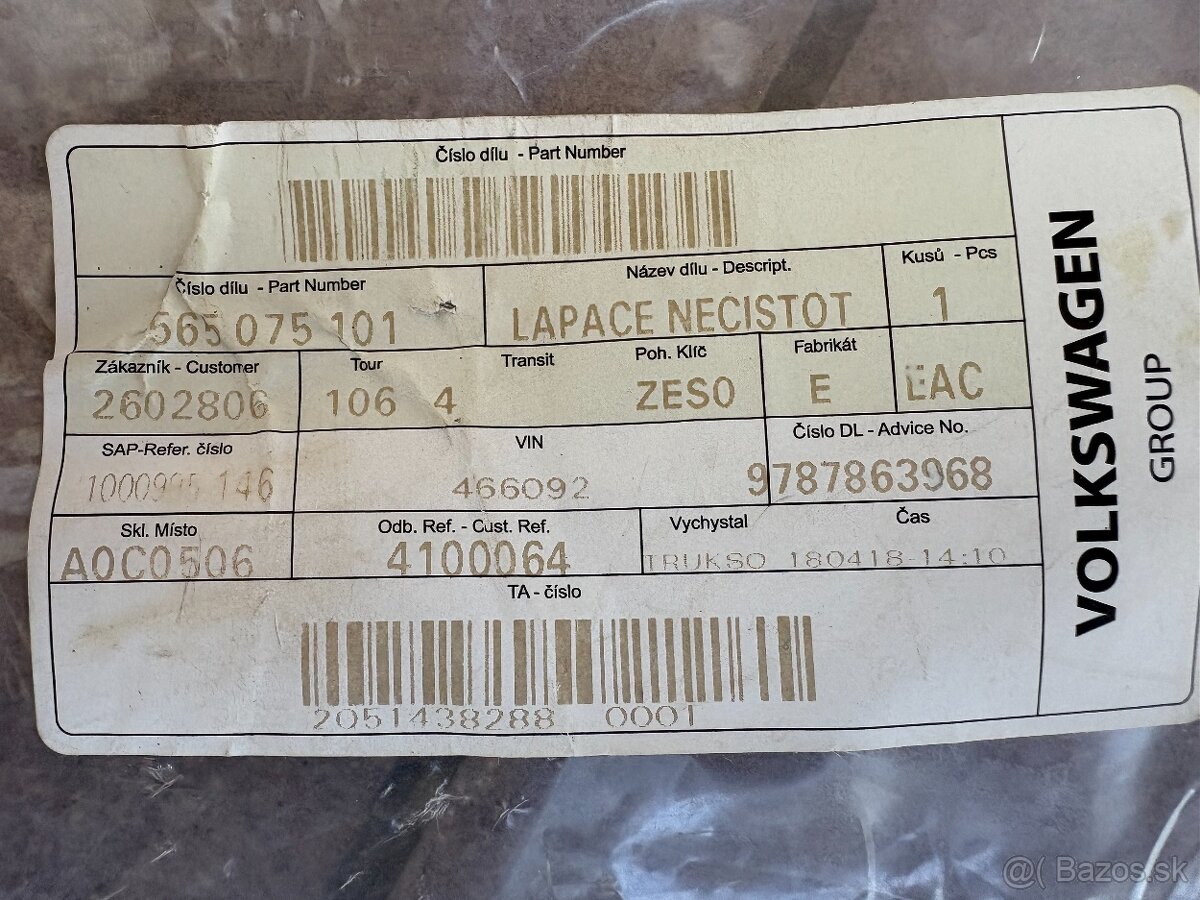 Číslo dílu - Part Number
Číslo dílu - Part Number
565 075 101
Název dílu - Descript.
LAPACE NECISTOT
Kusů - Pcs
1
Zákazník - Customer
2602806
Tour
106 4
Transit
Poh. Klíč
ZESO
Fabrikát
E
EAC
SAP-Refer. číslo
146
VIN
466092
Číslo DL - Advice No.
9787863968
Skl. Místo
A0C0506
Odb. Ref. - Cust. Ref.
4100064
Vychystal
Čas
TRUKSO 180418-14:10
TA - číslo
2051438288 0001
VOLKSWAGEN
GROUP
@( Bazos.sk